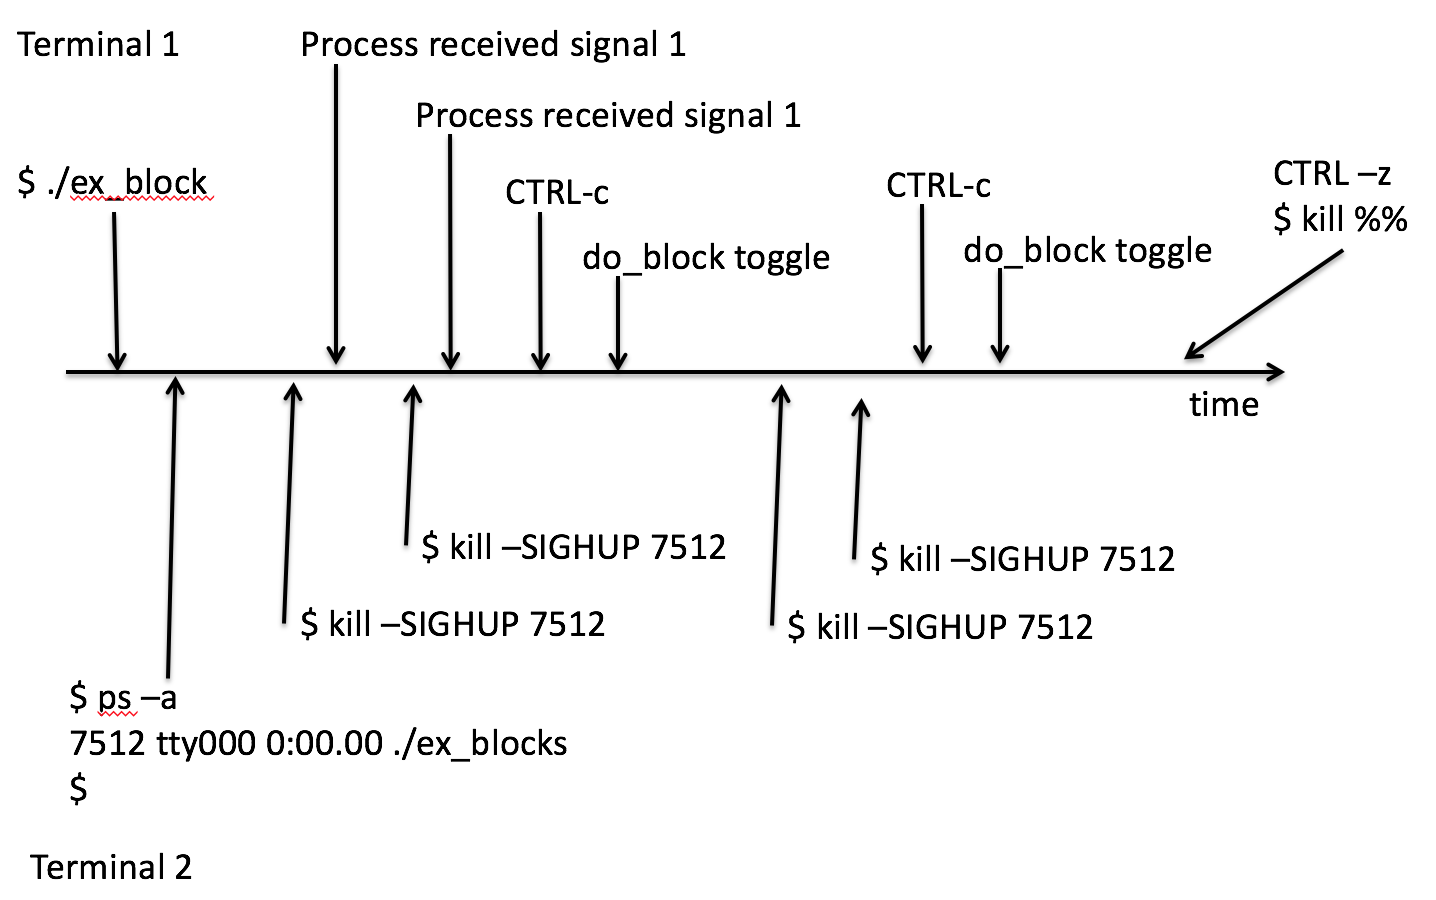 Terminal 1
Process received signal 1
Process received signal 1
$ ./ex_block
CTRL-c
do_block toggle
CTRL-c
do_block toggle
CTRL –z
$ kill %%
time
$ kill –SIGHUP 7512
$ kill –SIGHUP 7512
$ kill –SIGHUP 7512
$ kill –SIGHUP 7512
$ ps –a
7512 tty000 0:00.00 ./ex_blocks
$
Terminal 2